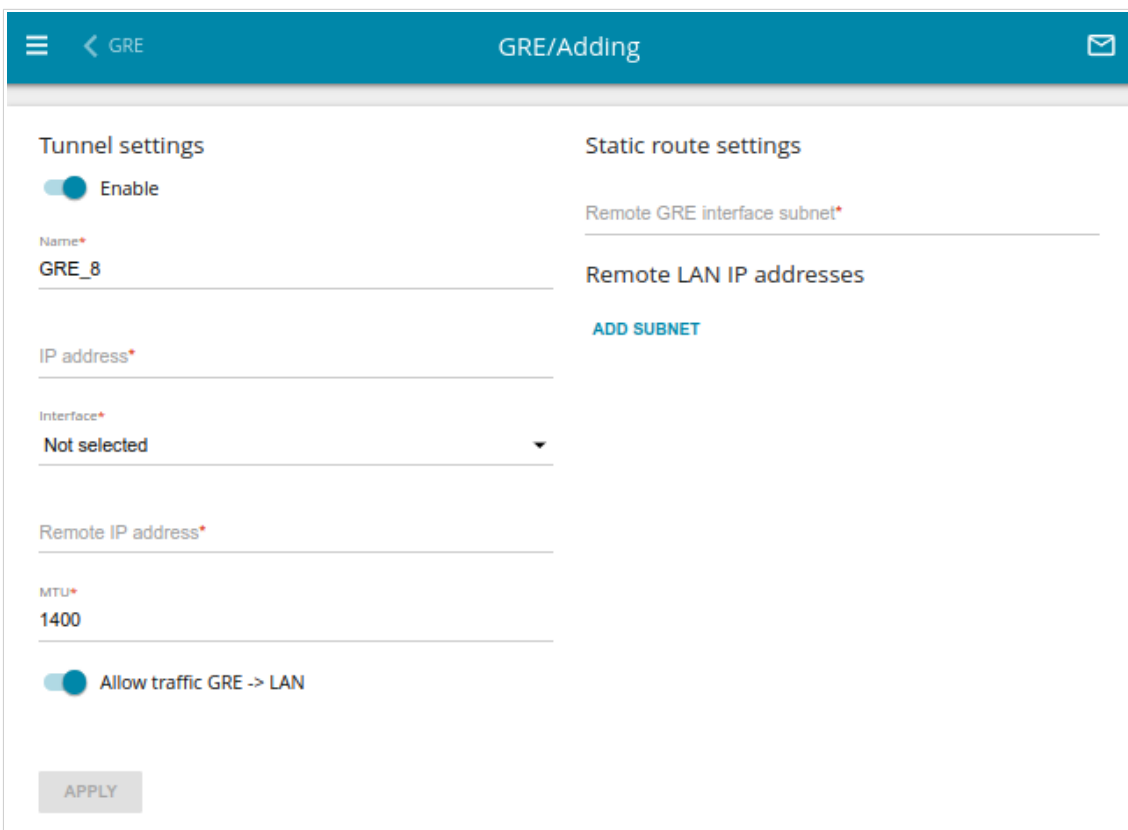 GRE
GRE/Adding
Tunnel settings
Enable
Name*
GRE_8
IP address*
Interface*
Not selected
Remote IP address*
MTU*
1400
Allow traffic GRE -> LAN
APPLY
Static route settings
Remote GRE interface subnet*
Remote LAN IP addresses
ADD SUBNET